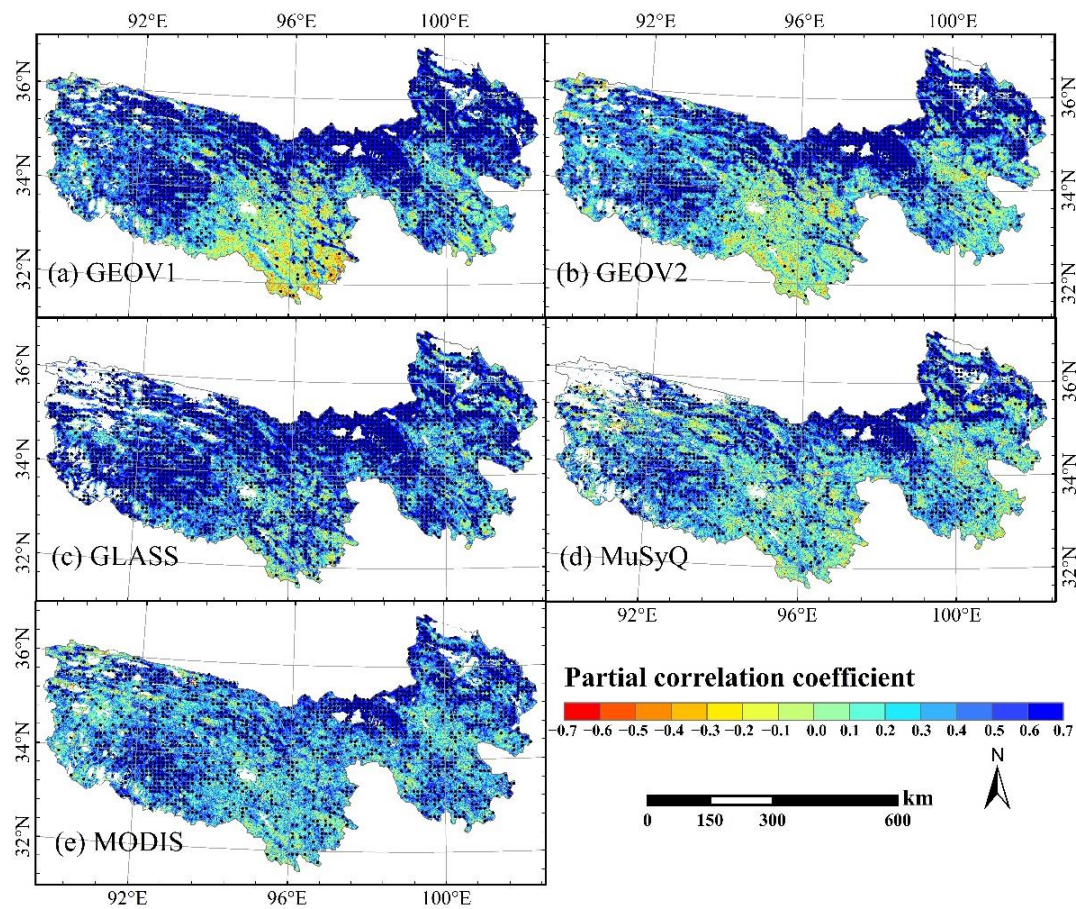 92°E 96°E 100°E 92°E 96°E 100°E
36°N
34°N
32°N
(a) GEOV1
36°N
34°N
32°N
(b) GEOV2
36°N
34°N
32°N
(c) GLASS
36°N
34°N
32°N
(d) MuSyQ
92°E 96°E 100°E
36°N
34°N
32°N
(e) MODIS
92°E 96°E 100°E
Partial correlation coefficient
−0.7 −0.6 −0.5 −0.4 −0.3 −0.2 −0.1 0.0 0.1 0.2 0.3 0.4 0.5 0.6 0.7
N
km
0 150 300 600